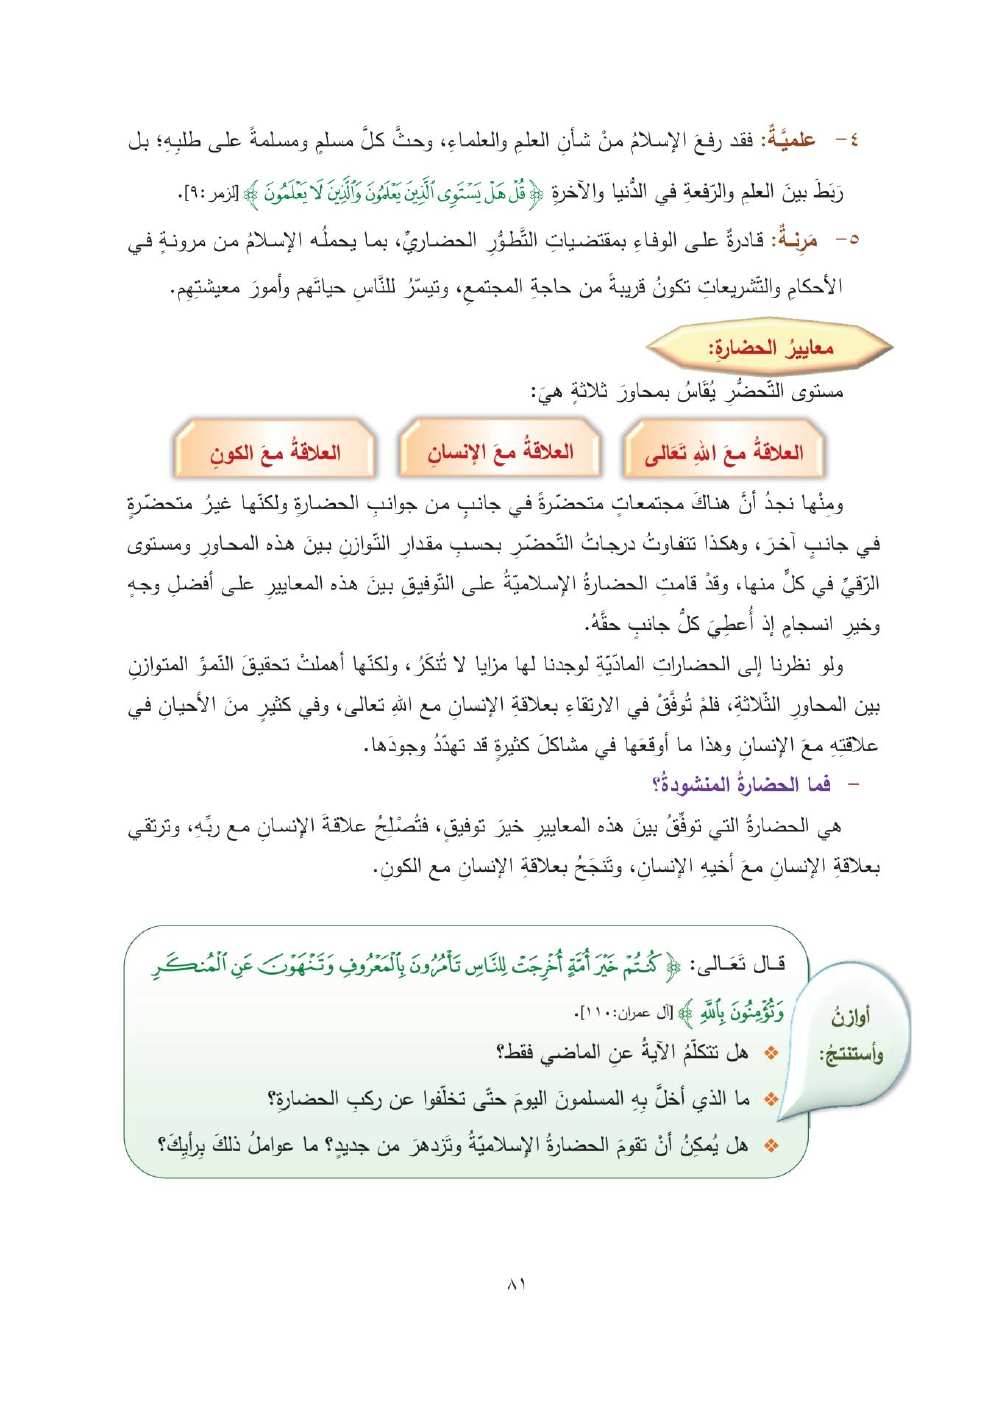 ٤- علميَّةٌ: فقد رفعَ الإسلامُ منْ شأنِ العلمِ والعلماءِ، وحثَّ كلَّ مسلمٍ ومسلمةً على طلبِهِ؛ بل
رَبَطَ بينَ العلمِ والرّفعةِ في الدُّنيا والآخرةِ ﴿قُلْ هَلْ يَسْتَوِى ٱلَّذِينَ يَعْلَمُونَ وَٱلَّذِينَ لَا يَعْلَمُونَ﴾ [لزمر:٩].
٥- مَرِنةٌ: قادرةٌ على الوفاءِ بمقتضياتِ التَّطوُّرِ الحضاريِّ، بما يحملُه الإسلامُ من مرونةٍ في
الأحكامِ والتّشريعاتِ تكونُ قريبةً من حاجةِ المجتمعِ، وتيسّرُ للنَّاسِ حياتَهم وأمورَ معيشتِهِم.
معاييرُ الحضارةِ:
مستوى التّحضُّرِ يُقَاسُ بمحاورَ ثلاثةٍ هيَ:
العلاقةُ معَ اللهِ تَعَالى العلاقةُ معَ الإنسانِ العلاقةُ معَ الكونِ
ومِنْها نجدُ أنَّ هناكَ مجتمعاتٍ متحضّرةً في جانبٍ من جوانبِ الحضارةِ ولكنّها غيرُ متحضّرةٍ
في جانبٍ آخرَ، وهكذا تتفاوتُ درجاتُ التّحضّرِ بحسبِ مقدارِ التّوازنِ بينَ هذه المحاورِ ومستوى
الرّقيِّ في كلٍّ منها، وقدْ قامتِ الحضارةُ الإسلاميّةُ على التّوفيقِ بينَ هذه المعاييرِ على أفضلِ وجهٍ
وخيرِ انسجامٍ إذ أُعطِيَ كلُّ جانبٍ حقَّهُ.
ولو نظرنا إلى الحضاراتِ المادّيّةِ لوجدنا لها مزايا لا تُنكَرُ، ولكنّها أهملتْ تحقيقَ النّموِّ المتوازنِ
بين المحاورِ الثّلاثةِ، فلمْ تُوفَّقْ في الارتقاءِ بعلاقةِ الإنسانِ مع اللهِ تعالى، وفي كثيرٍ منَ الأحيانِ في
علاقتِهِ معَ الإنسانِ وهذا ما أوقعَها في مشاكلَ كثيرةٍ قد تهدّدُ وجودَها.
- فما الحضارةُ المنشودةُ؟
هي الحضارةُ التي توفِّقُ بينَ هذه المعاييرِ خيرَ توفيقٍ، فتُصْلِحُ علاقةَ الإنسانِ مع ربِّهِ، وترتقي
بعلاقةِ الإنسانِ معَ أخيهِ الإنسانِ، وتَنجَحُ بعلاقةِ الإنسانِ مع الكونِ.
قال تَعَالى: ﴿كُنتُمْ خَيْرَ أُمَّةٍ أُخْرِجَتْ لِلنَّاسِ تَأْمُرُونَ بِٱلْمَعْرُوفِ وَتَنْهَوْنَ عَنِ ٱلْمُنكَرِ
وَتُؤْمِنُونَ بِٱللَّهِ﴾ [آل عمران:١١٠].
أوازنُ
وأستنتجُ:
هل تتكلّمُ الآيةُ عنِ الماضي فقط؟
ما الذي أخلَّ بِهِ المسلمونَ اليومَ حتّى تخلّفوا عن ركبِ الحضارةِ؟
هل يُمكِنُ أنْ تقومَ الحضارةُ الإسلاميّةُ وتَزدهرَ من جديدٍ؟ ما عواملُ ذلكَ بِرأيِكَ؟
٨١